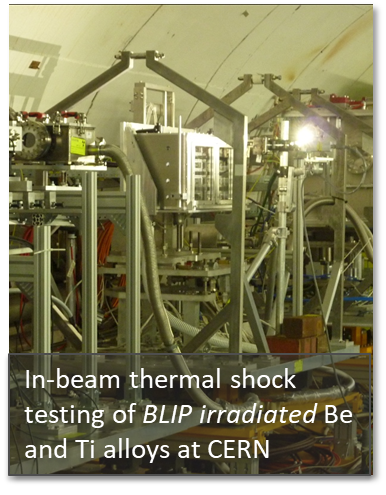 In-beam thermal shock
testing of BLIP irradiated Be
and Ti alloys at CERN